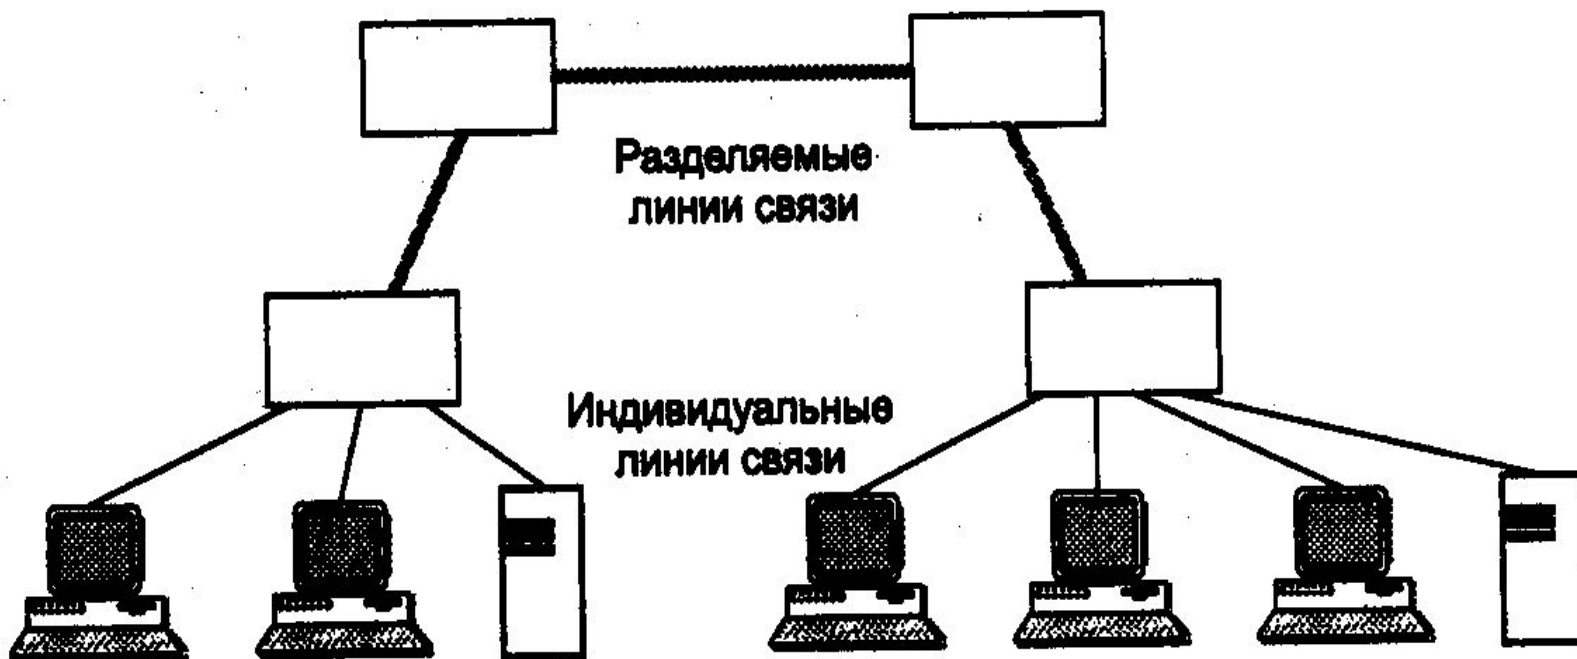 Разделяемые
линии связи
Индивидуальные
линии связи